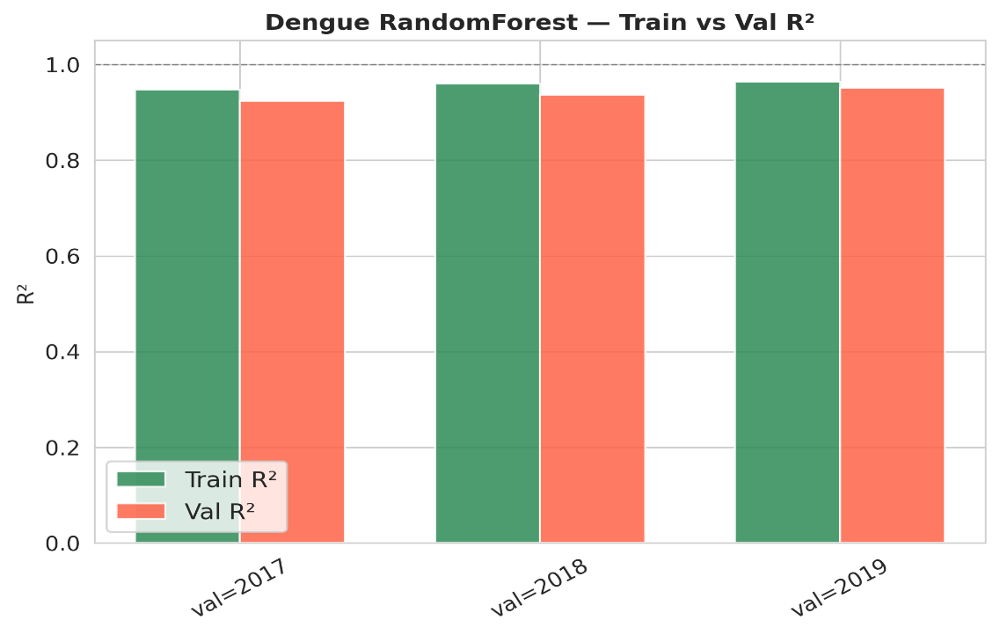 Dengue RandomForest — Train vs Val R²
R²
1.0
0.8
0.6
0.4
0.2
0.0
Train R²
Val R²
val=2017
val=2018
val=2019